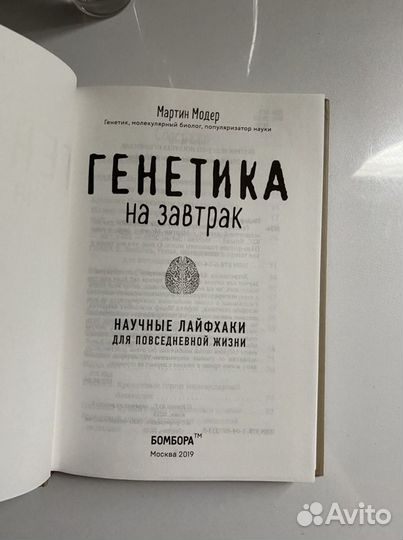 Мартин Модер
Генетик, молекулярный биолог, популяризатор науки
ГЕНЕТИКА
на завтрак
НАУЧНЫЕ ЛАЙФХАКИ
ДЛЯ ПОВСЕДНЕВНОЙ ЖИЗНИ
БОМБОРА™
Москва 2019
Avito